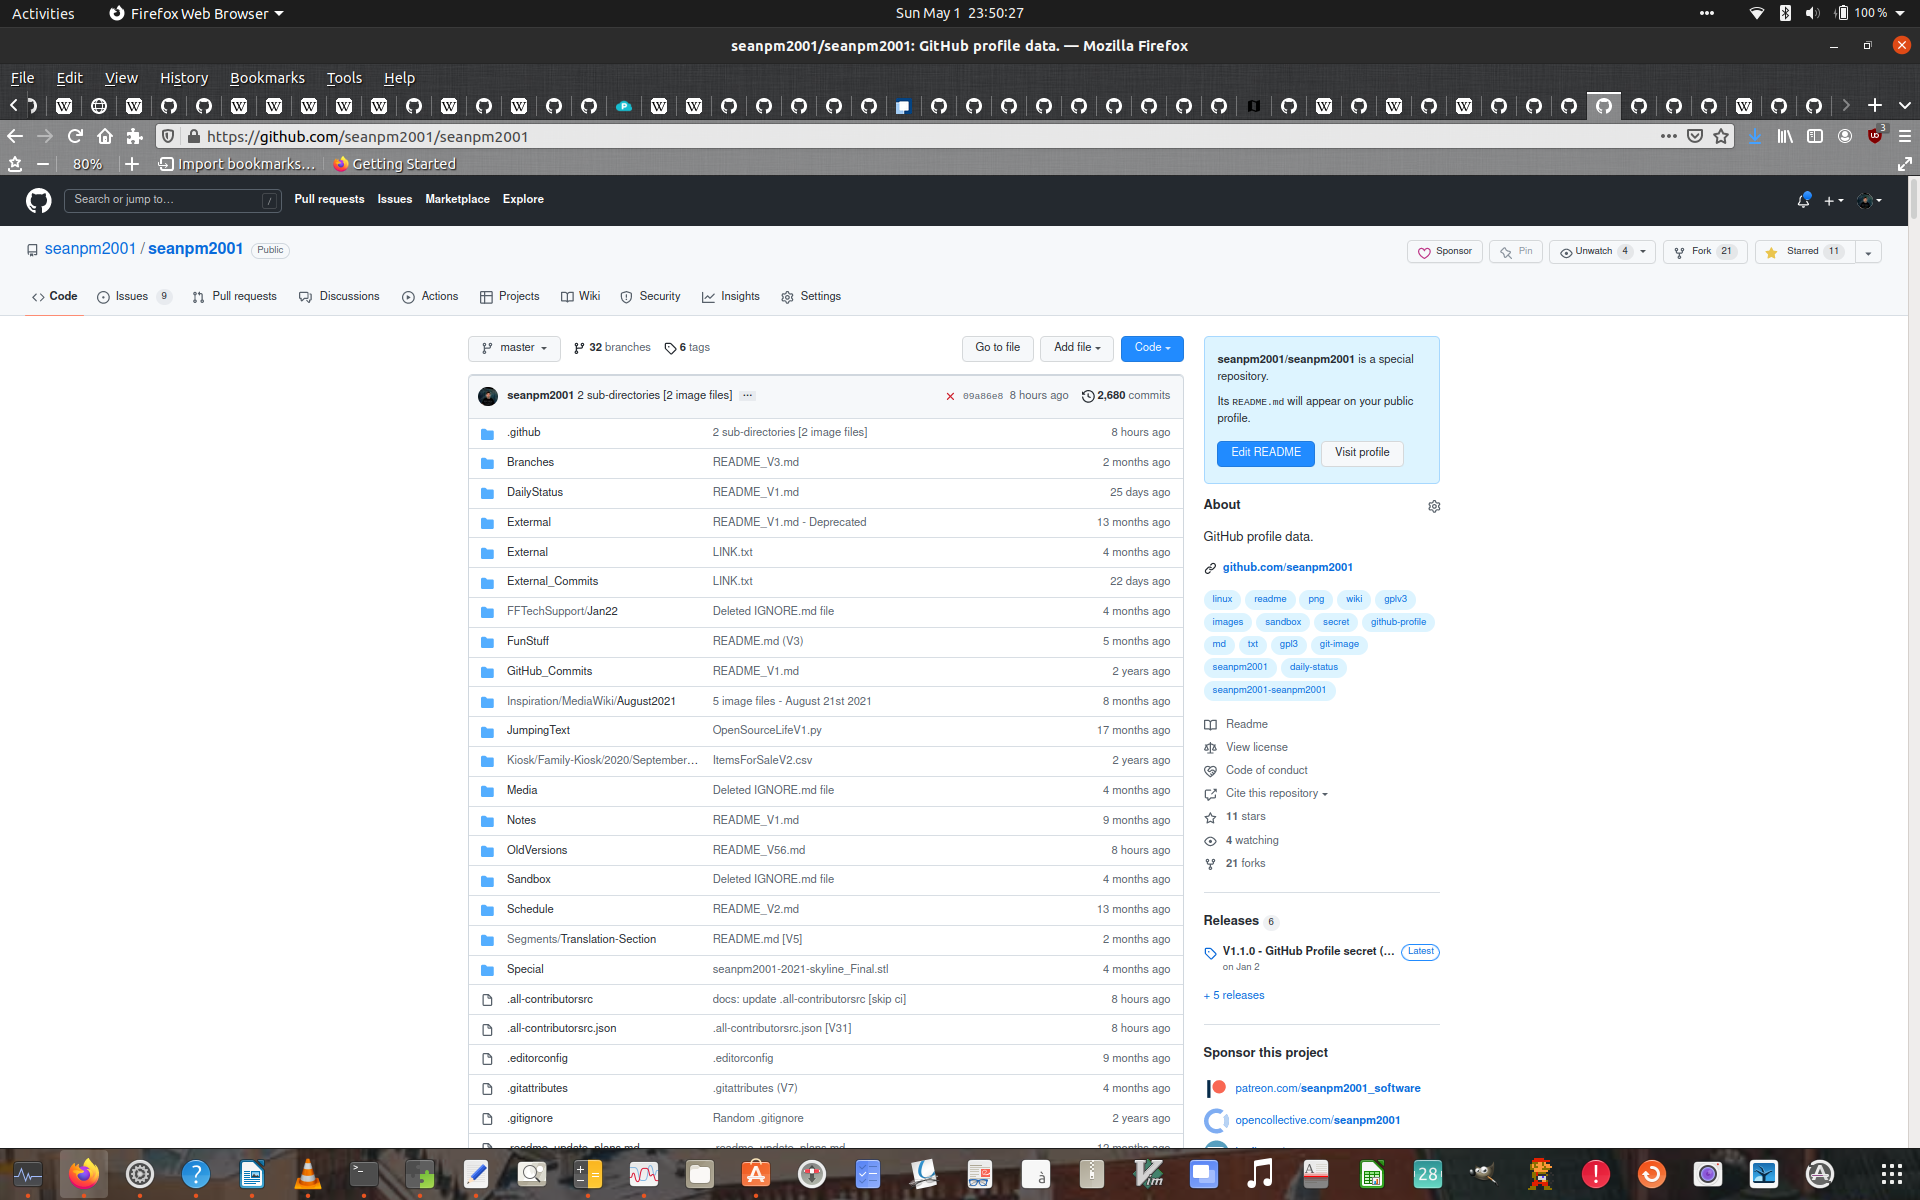 Activities Firefox Web Browser Sun May 1 23:50:27 100 %
seanpm2001/seanpm2001: GitHub profile data. — Mozilla Firefox
File Edit View History Bookmarks Tools Help
https://github.com/seanpm2001/seanpm2001 3
80% Import bookmarks... Getting Started
Search or jump to... / Pull requests Issues Marketplace Explore
seanpm2001 / seanpm2001 Public Sponsor Pin Unwatch 4 Fork 21 Starred 11
Code Issues 9 Pull requests Discussions Actions Projects Wiki Security Insights Settings
master 32 branches 6 tags Go to file Add file Code
seanpm2001 2 sub-directories [2 image files] ... 09a86e8 8 hours ago 2,680 commits
.github 2 sub-directories [2 image files] 8 hours ago
Branches README_V3.md 2 months ago
DailyStatus README_V1.md 25 days ago
Extermal README_V1.md - Deprecated 13 months ago
External LINK.txt 4 months ago
External_Commits LINK.txt 22 days ago
FFTechSupport/Jan22 Deleted IGNORE.md file 4 months ago
FunStuff README.md (V3) 5 months ago
GitHub_Commits README_V1.md 2 years ago
Inspiration/MediaWiki/August2021 5 image files - August 21st 2021 8 months ago
JumpingText OpenSourceLifeV1.py 17 months ago
Kiosk/Family-Kiosk/2020/September... ItemsForSaleV2.csv 2 years ago
Media Deleted IGNORE.md file 4 months ago
Notes README_V1.md 9 months ago
OldVersions README_V56.md 8 hours ago
Sandbox Deleted IGNORE.md file 4 months ago
Schedule README_V2.md 13 months ago
Segments/Translation-Section README.md [V5] 2 months ago
Special seanpm2001-2021-skyline_Final.stl 4 months ago
.all-contributorsrc docs: update .all-contributorsrc [skip ci] 8 hours ago
.all-contributorsrc.json .all-contributorsrc.json [V31] 8 hours ago
.editorconfig .editorconfig 9 months ago
.gitattributes .gitattributes (V7) 4 months ago
.gitignore Random .gitignore 2 years ago
.readme_update_plans.md .readme_update_plans.md 12 months ago
seanpm2001/seanpm2001 is a special
repository.
Its README.md will appear on your public
profile.
Edit README Visit profile
About
GitHub profile data.
github.com/seanpm2001
linux readme png wiki gplv3
images sandbox secret github-profile
md txt gpl3 git-image
seanpm2001 daily-status
seanpm2001-seanpm2001
Readme
View license
Code of conduct
Cite this repository
11 stars
4 watching
21 forks
Releases 6
V1.1.0 - GitHub Profile secret (... Latest
on Jan 2
+ 5 releases
Sponsor this project
patreon.com/seanpm2001_software
opencollective.com/seanpm2001
28